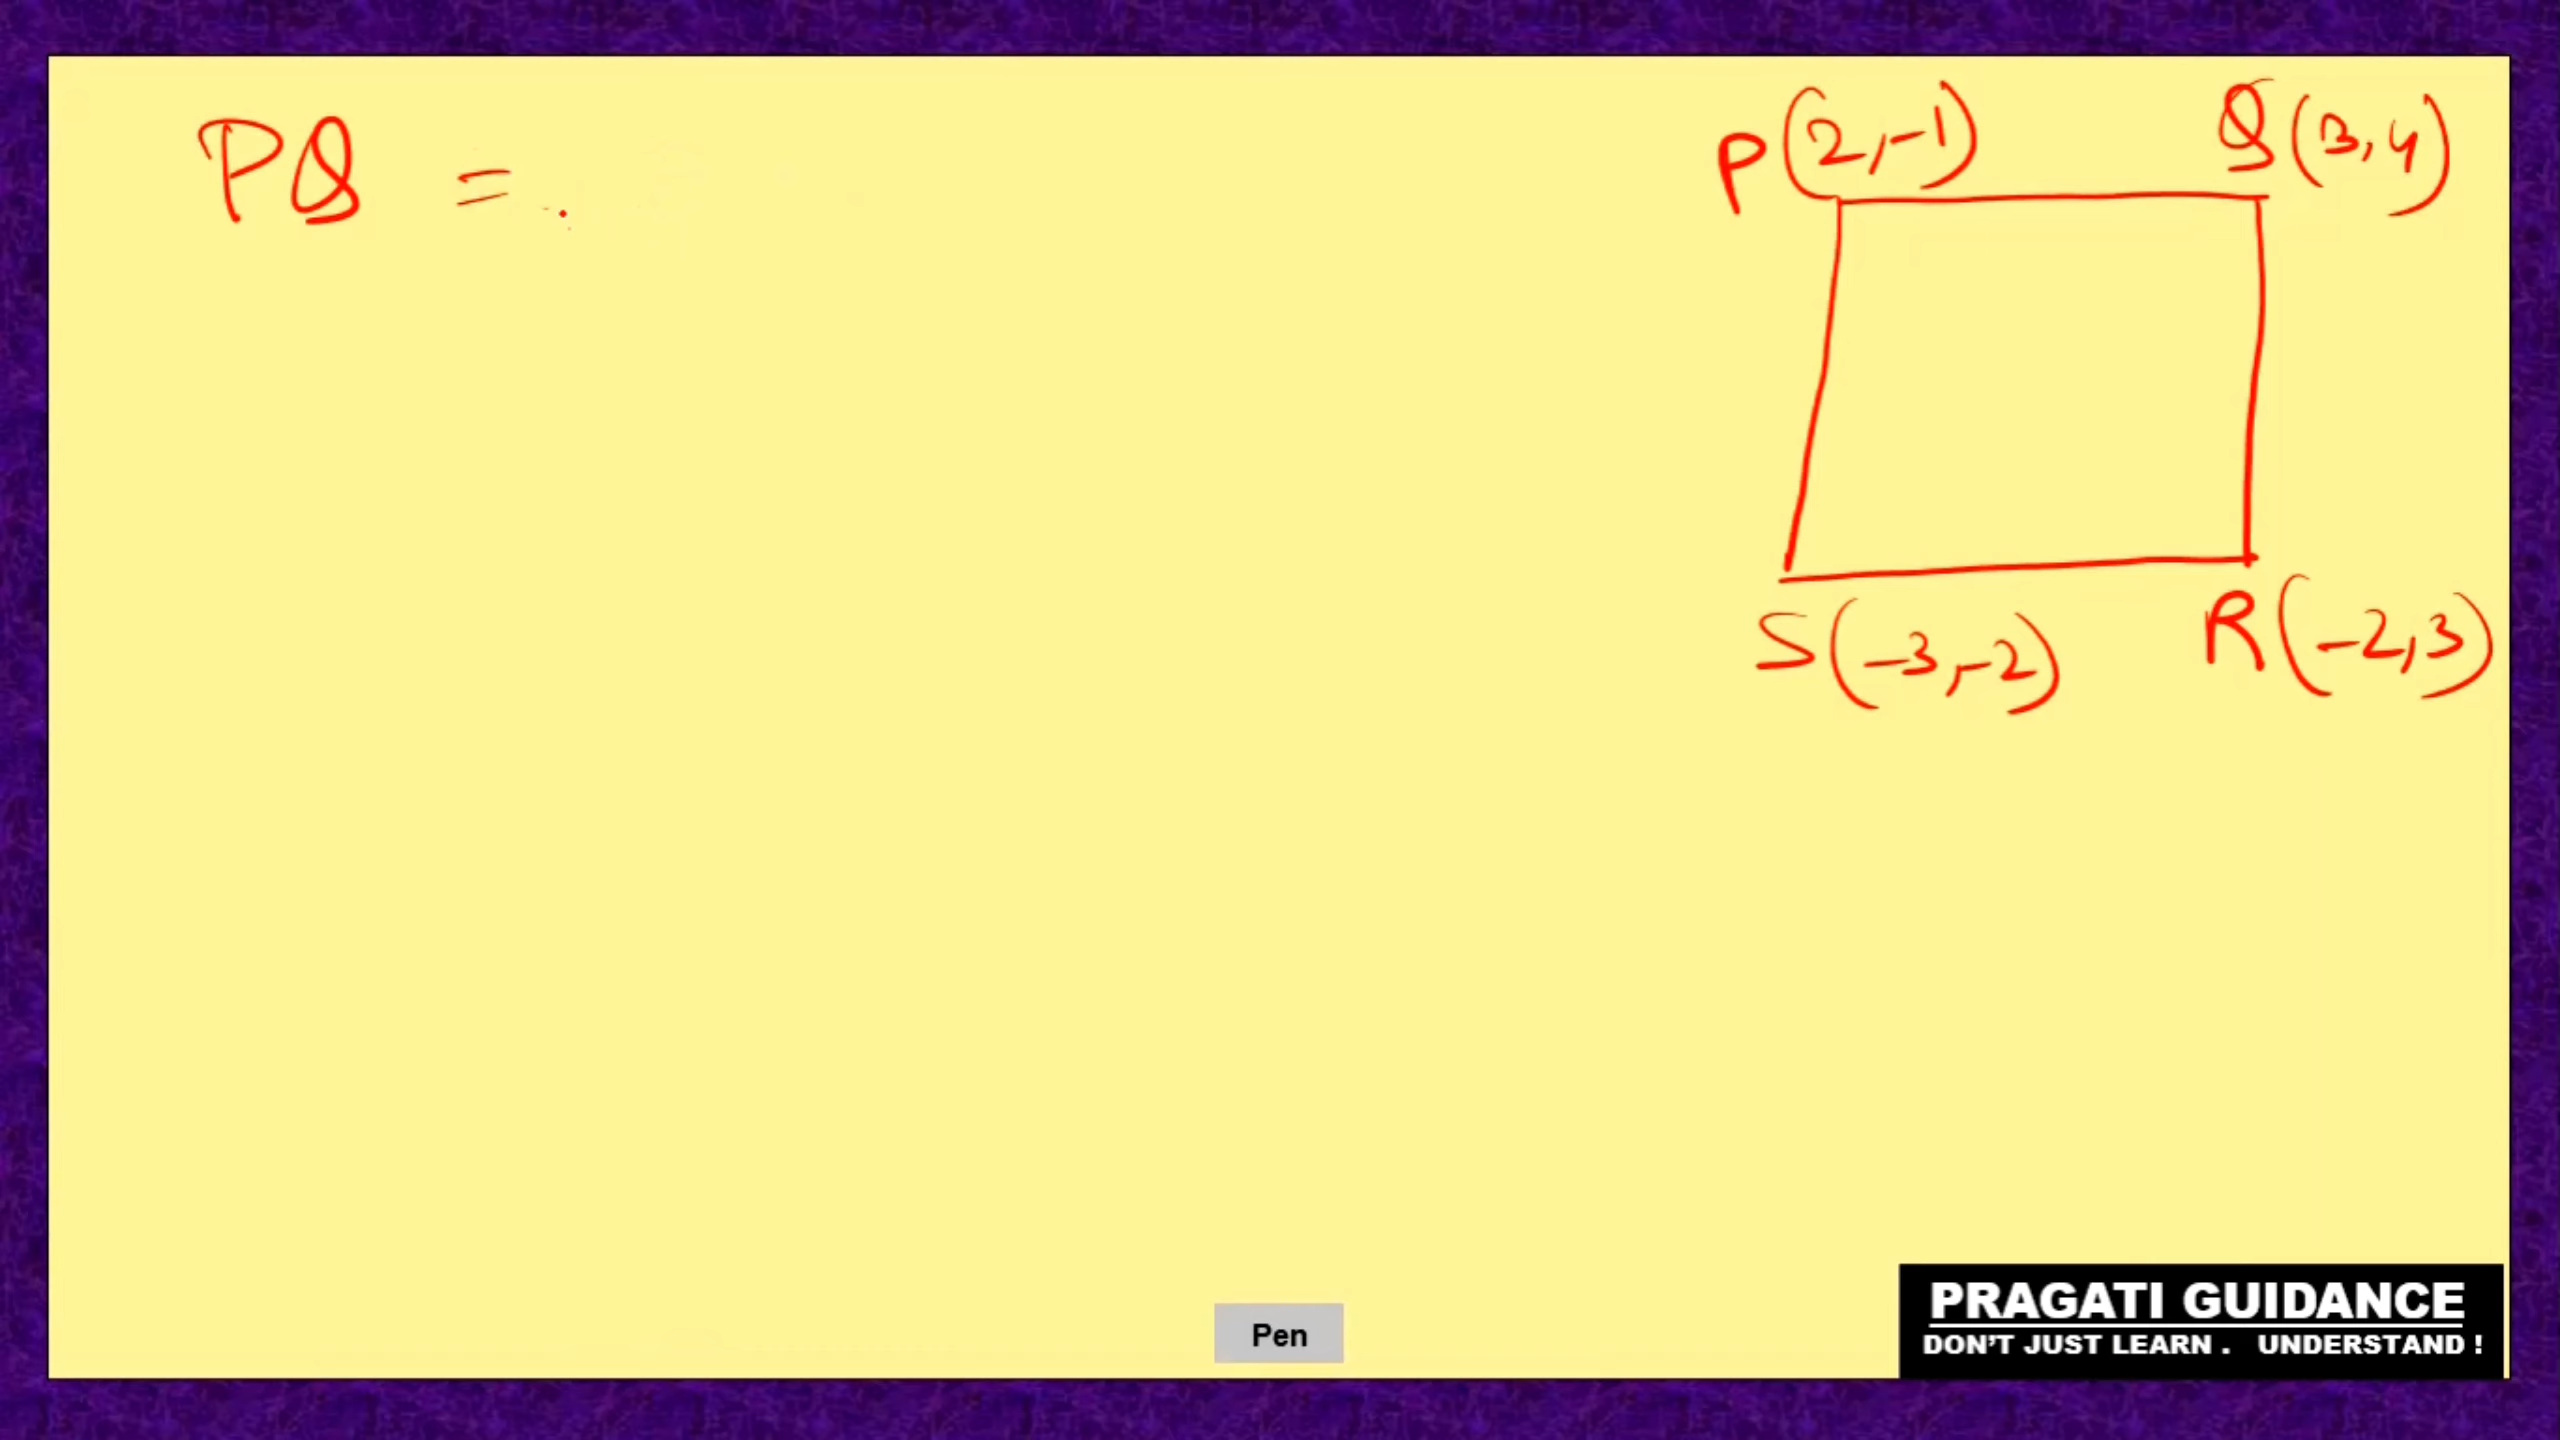 PQ =
P(2,-1)
Q(3,4)
S(-3,-2)
R(-2,3)
Pen
PRAGATI GUIDANCE
DON'T JUST LEARN . UNDERSTAND !